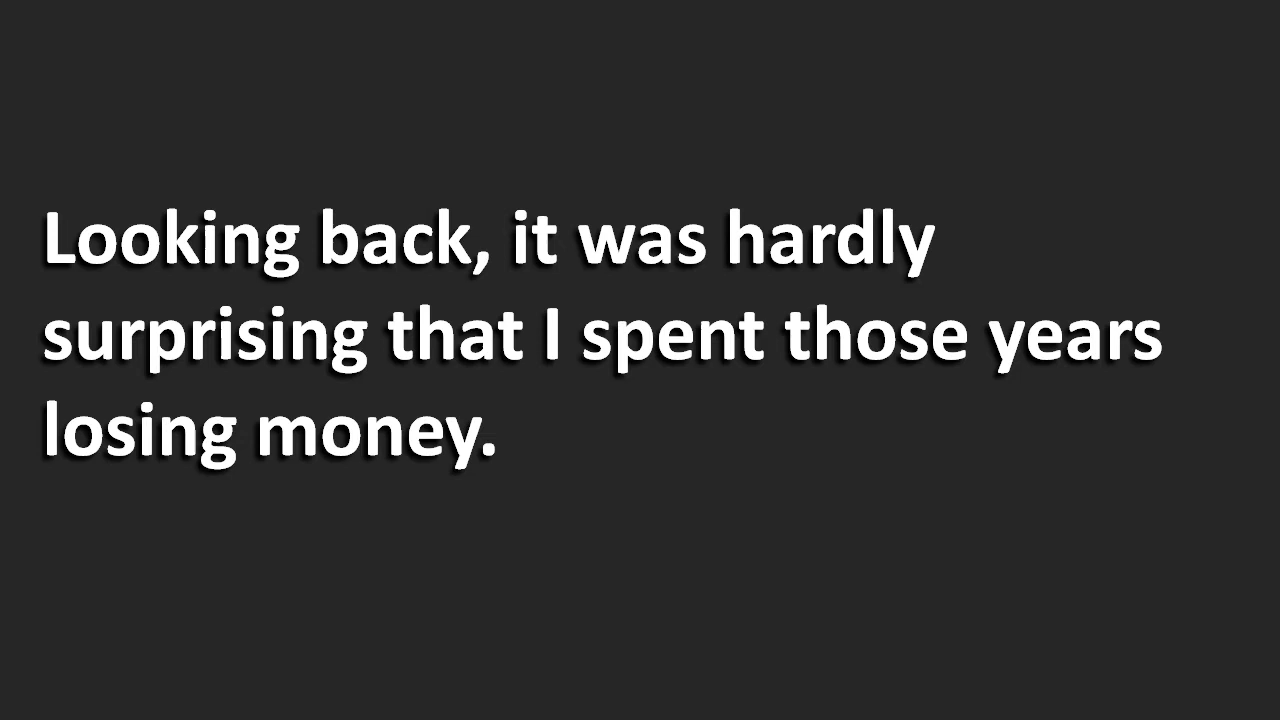 Looking back, it was hardly
surprising that I spent those years
losing money.